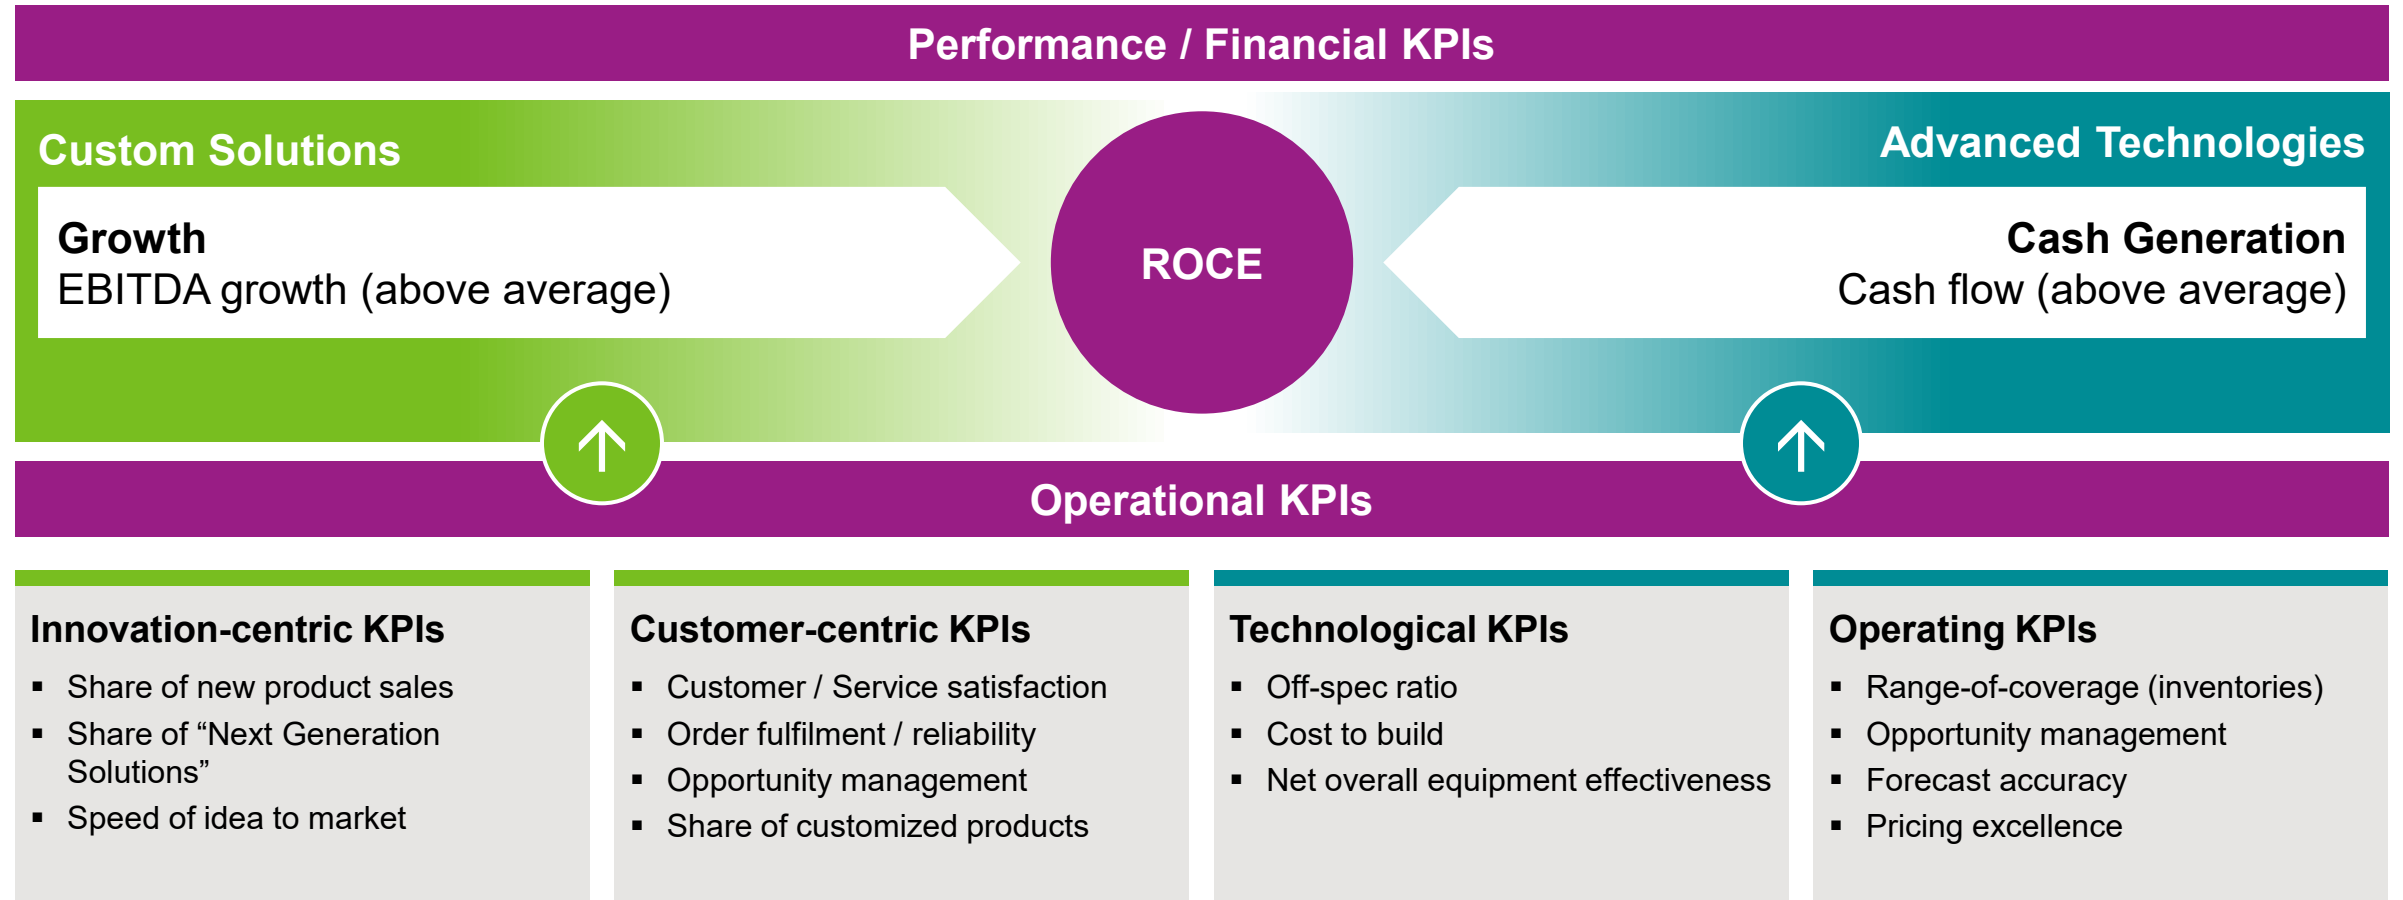 Performance / Financial KPIs
Custom Solutions
Advanced Technologies
Growth
EBITDA growth (above average)
ROCE
Cash Generation
Cash flow (above average)
Operational KPIs
Innovation-centric KPIs
▪ Share of new product sales
▪ Share of “Next Generation
Solutions”
▪ Speed of idea to market
Customer-centric KPIs
▪ Customer / Service satisfaction
▪ Order fulfilment / reliability
▪ Opportunity management
▪ Share of customized products
Technological KPIs
▪ Off-spec ratio
▪ Cost to build
▪ Net overall equipment effectiveness
Operating KPIs
▪ Range-of-coverage (inventories)
▪ Opportunity management
▪ Forecast accuracy
▪ Pricing excellence